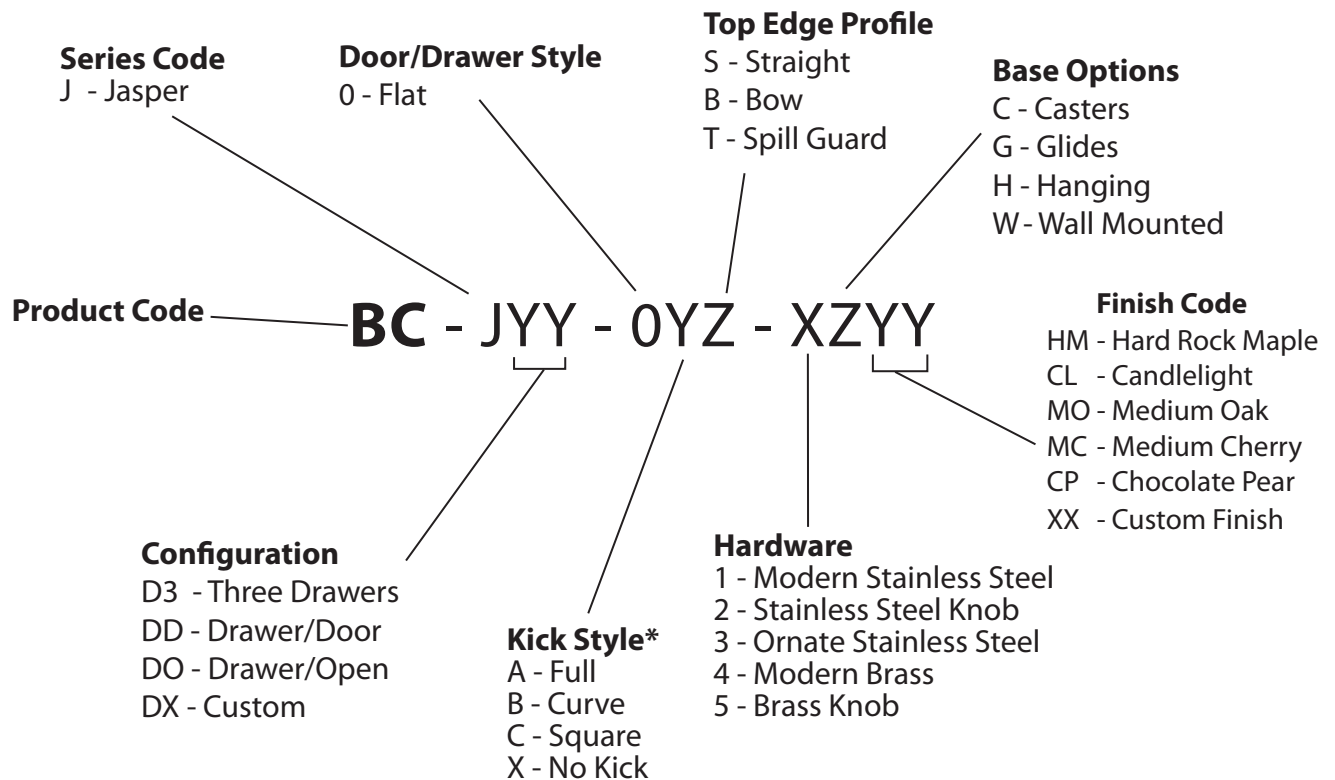 Series Code
J - Jasper
Door/Drawer Style
0 - Flat
Top Edge Profile
S - Straight
B - Bow
T - Spill Guard
Base Options
C - Casters
G - Glides
H - Hanging
W - Wall Mounted
Product Code
BC - JYY - 0YZ - XZYY
Finish Code
HM - Hard Rock Maple
CL - Candlelight
MO - Medium Oak
MC - Medium Cherry
CP - Chocolate Pear
XX - Custom Finish
Configuration
D3 - Three Drawers
DD - Drawer/Door
DO - Drawer/Open
DX - Custom
Kick Style*
A - Full
B - Curve
C - Square
X - No Kick
Hardware
1 - Modern Stainless Steel
2 - Stainless Steel Knob
3 - Ornate Stainless Steel
4 - Modern Brass
5 - Brass Knob